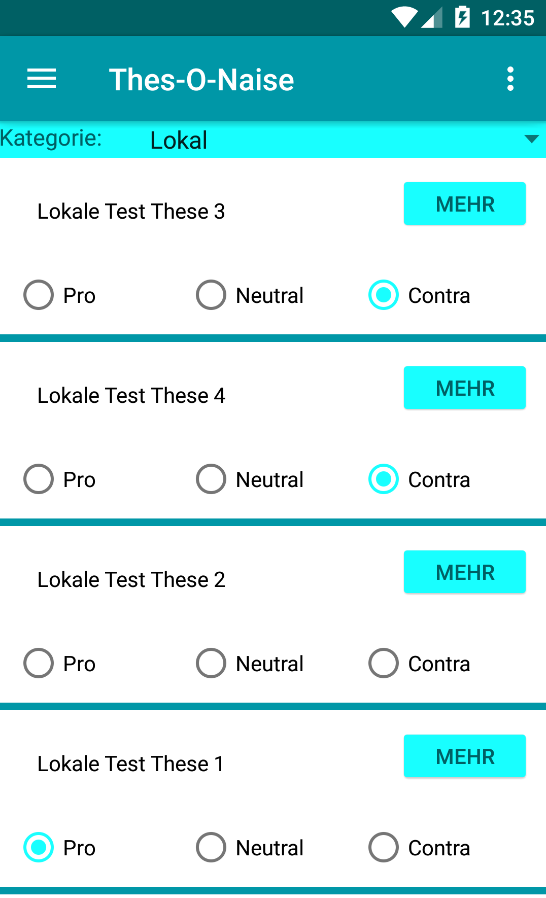 12:35
Thes-O-Naise
Kategorie: Lokal
Lokale Test These 3 MEHR
Pro Neutral Contra
Lokale Test These 4 MEHR
Pro Neutral Contra
Lokale Test These 2 MEHR
Pro Neutral Contra
Lokale Test These 1 MEHR
Pro Neutral Contra